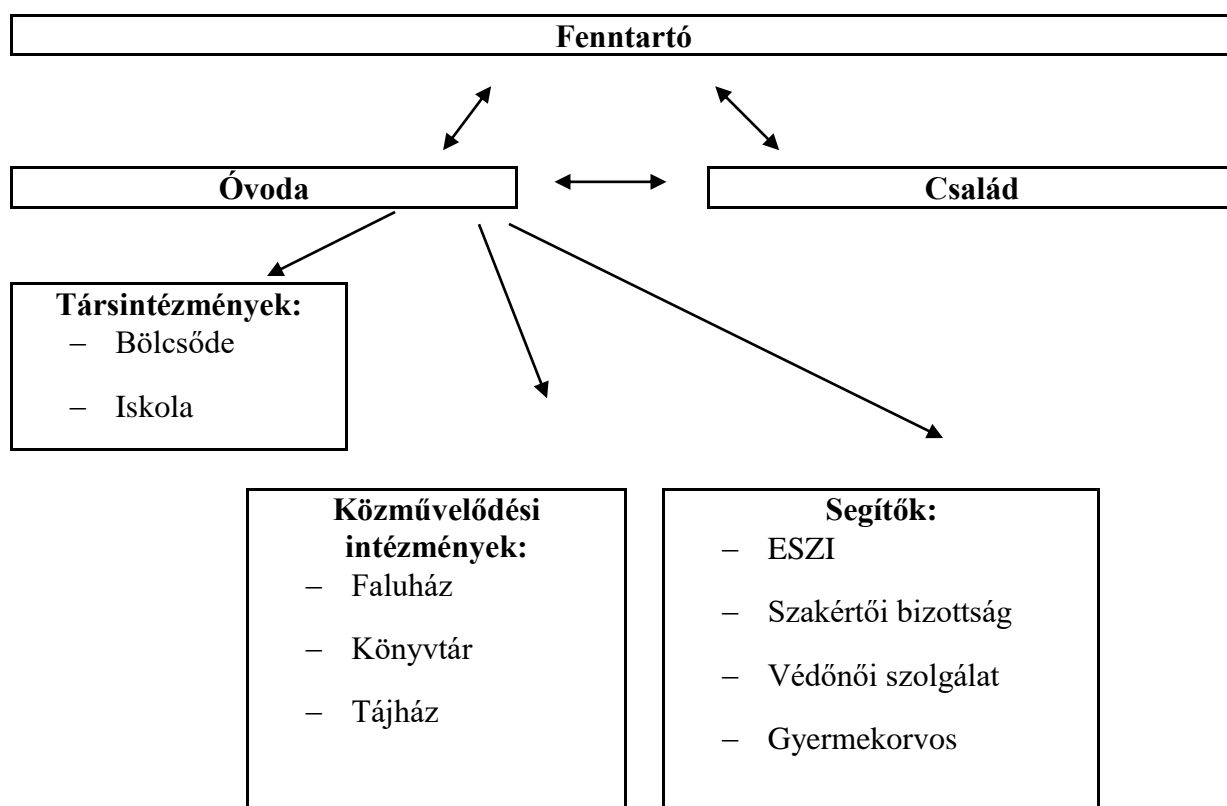 Fenntartó
Óvoda
Család
Társintézmények:
– Bölcsőde
– Iskola
Közművelődési
intézmények:
– Faluház
– Könyvtár
– Tájház
Segítők:
– ESZI
– Szakértői bizottság
– Védőnői szolgálat
– Gyermekorvos